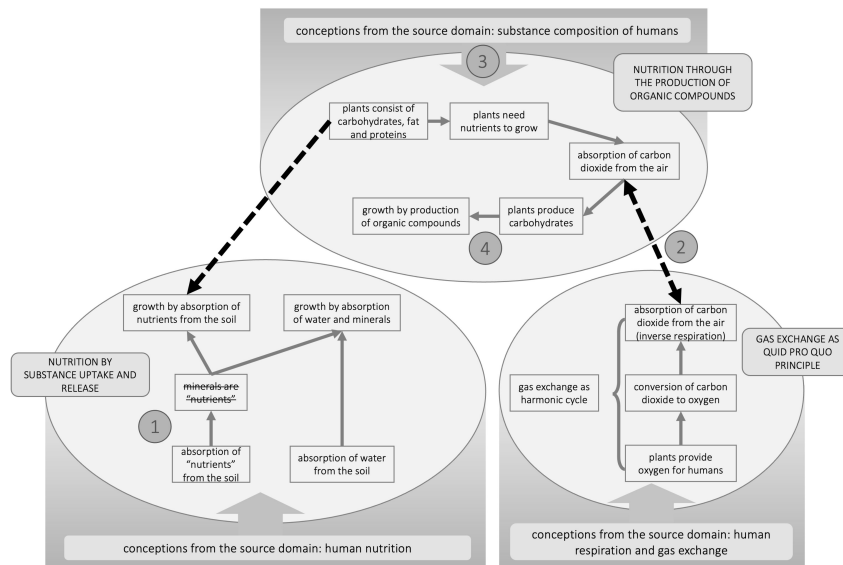 conceptions from the source domain: substance composition of humans
3
NUTRITION THROUGH
THE PRODUCTION OF
ORGANIC COMPOUNDS
plants consist of
carbohydrates, fat
and proteins
plants need
nutrients to grow
absorption of carbon
dioxide from the air
growth by production
of organic compounds
plants produce
carbohydrates
4
2
growth by absorption of
nutrients from the soil
growth by absorption
of water and minerals
NUTRITION BY
SUBSTANCE UPTAKE AND
RELEASE
minerals are
"nutrients"
1
absorption of
"nutrients"
from the soil
absorption of water
from the soil
conceptions from the source domain: human nutrition
absorption of carbon
dioxide from the air
(inverse respiration)
GAS EXCHANGE AS
QUID PRO QUO
PRINCIPLE
gas exchange as
harmonic cycle
conversion of carbon
dioxide to oxygen
plants provide
oxygen for humans
conceptions from the source domain: human
respiration and gas exchange